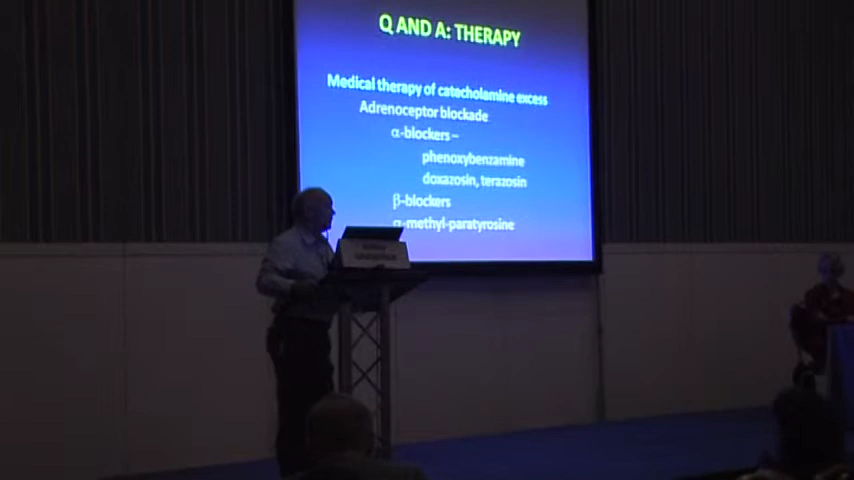 Q AND A: THERAPY
Medical therapy of catecholamine excess
Adrenoceptor blockade
α-blockers –
phenoxybenzamine
doxazosin, terazosin
β-blockers
α-methyl-paratyrosine